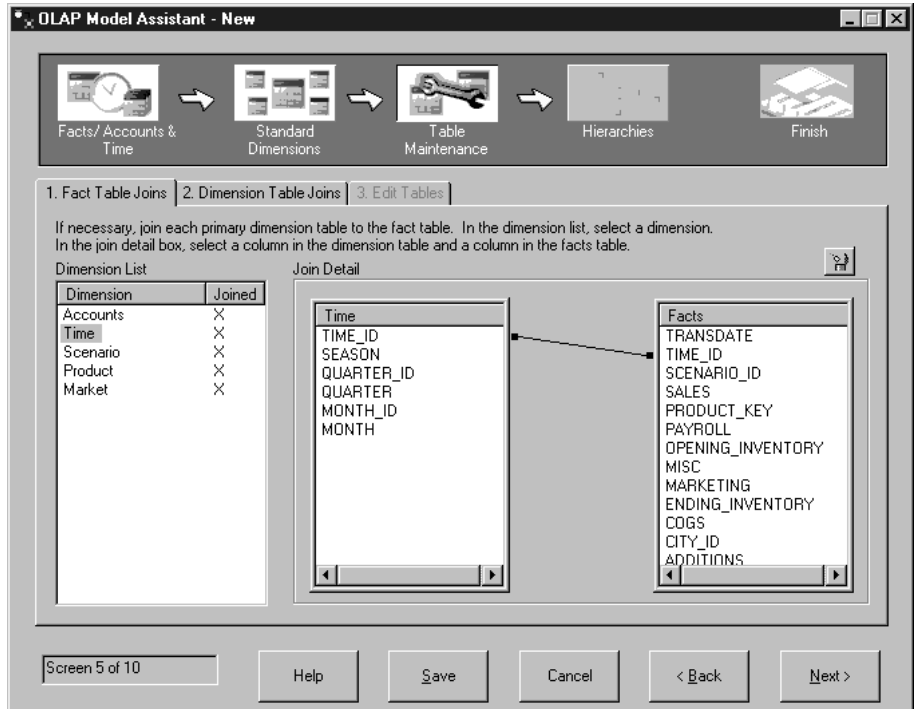 OLAP Model Assistant - New
Facts/ Accounts & Time
Standard Dimensions
Table Maintenance
Hierarchies
Finish
1. Fact Table Joins
2. Dimension Table Joins
3. Edit Tables
If necessary, join each primary dimension table to the fact table. In the dimension list, select a dimension.
In the join detail box, select a column in the dimension table and a column in the facts table.
Dimension List
Join Detail
Dimension Joined
Accounts X
Time X
Scenario X
Product X
Market X
Time
TIME_ID
SEASON
QUARTER_ID
QUARTER
MONTH_ID
MONTH
Facts
TRANSDATE
TIME_ID
SCENARIO_ID
SALES
PRODUCT_KEY
PAYROLL
OPENING_INVENTORY
MISC
MARKETING
ENDING_INVENTORY
COGS
CITY_ID
ADDITIONS
Screen 5 of 10
Help
Save
Cancel
< Back
Next >